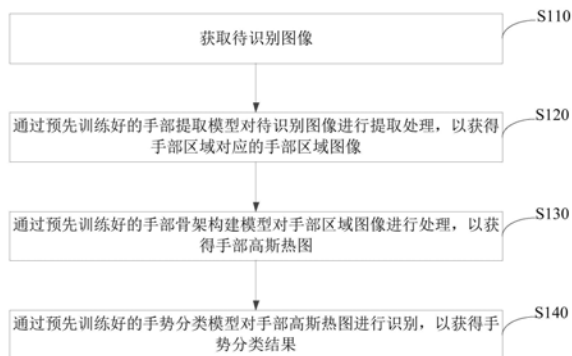 S110
获取待识别图像
S120
通过预先训练好的手部提取模型对待识别图像进行提取处理，以获得
手部区域对应的手部区域图像
S130
通过预先训练好的手部骨架构建模型对手部区域图像进行处理，以获
得手部高斯热图
S140
通过预先训练好的手势分类模型对手部高斯热图进行识别，以获得手
势分类结果